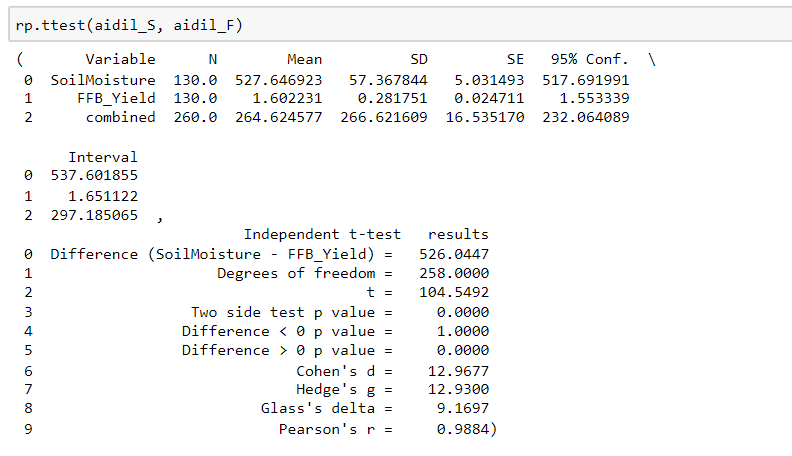 rp.ttest(aidil_S, aidil_F)
(       Variable      N        Mean          SD         SE   95% Conf.  \
0  SoilMoisture  130.0  527.646923   57.367844   5.031493  517.691991
1     FFB_Yield  130.0    1.602231    0.281751   0.024711    1.553339
2      combined  260.0  264.624577  266.621609  16.535170  232.064089
Interval
0  537.601855
1    1.651122
2  297.185065  ,
Independent t-test   results
0  Difference (SoilMoisture - FFB_Yield) =   526.0447
1                     Degrees of freedom =   258.0000
2                                      t =   104.5492
3                  Two side test p value =     0.0000
4                 Difference < 0 p value =     1.0000
5                 Difference > 0 p value =     0.0000
6                              Cohen's d =    12.9677
7                              Hedge's g =    12.9300
8                          Glass's delta =     9.1697
9                            Pearson's r =     0.9884)